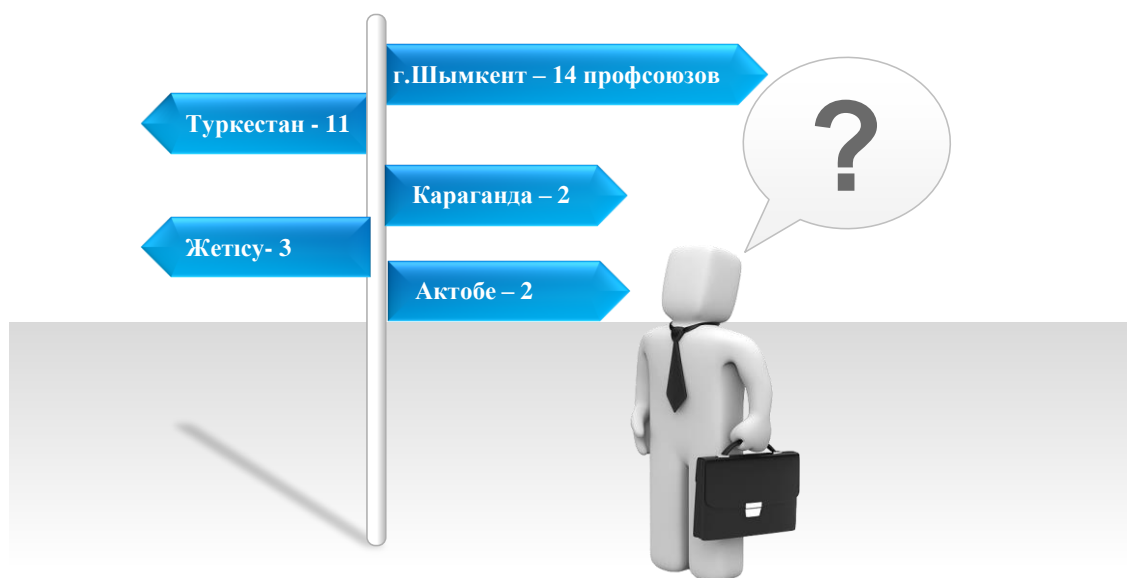 г.Шымкент – 14 профсоюзов
Туркестан - 11
Караганда – 2
Жетісу- 3
Актобе – 2
?